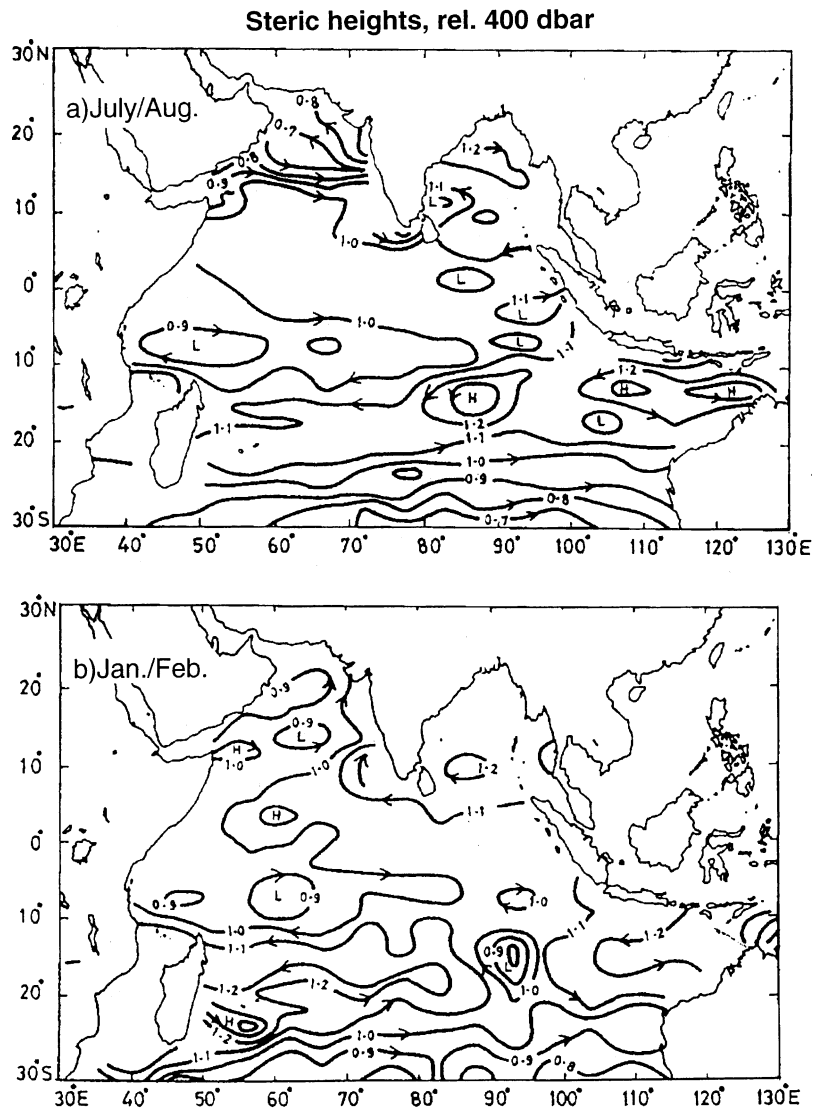 Steric heights, rel. 400 dbar
30°N
a)July/Aug.
0·8
0·7
20°
0·8
1·2
0·9
1·1
L
10°
1·0
0°
L
1·1
L
0·9
1·0
L
L
10°
1·1
1·2
H
H
H
1·2
L
1·1
1·1
20°
1·0
0·9
0·8
0·7
30°S
30°E 40° 50° 60° 70° 80° 90° 100° 110° 120° 130°E
30°N
b)Jan./Feb.
0·9
20°
0·9
L
H
1·0
10°
1·0
1·2
H
1·1
0°
L
0·9
0·9
1·0
10°
1·0
1·1
1·1
1·2
0·9
L
1·2
1·2
20°
1·0
H
1·2
1·0
1·1
0·9
0·9
0·8
30°S
30°E 40° 50° 60° 70° 80° 90° 100° 110° 120° 130°E